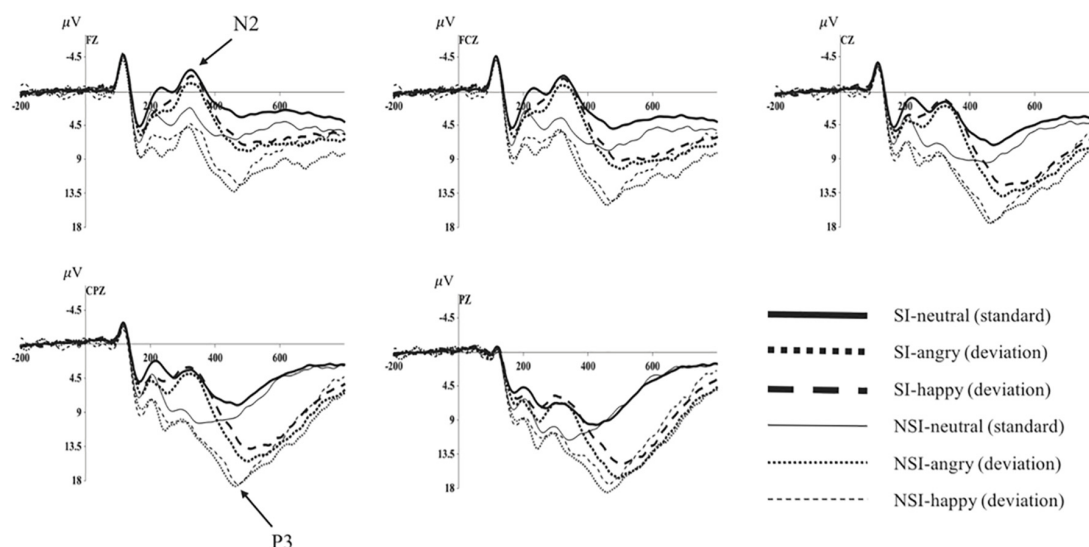 μV
FZ
N2
-4.5
-200
200
400
600
4.5
9
13.5
18
μV
FCZ
-4.5
-200
200
400
600
4.5
9
13.5
18
μV
CZ
-4.5
-200
200
400
600
4.5
9
13.5
18
μV
CPZ
-4.5
-200
200
400
600
4.5
9
13.5
18
P3
μV
PZ
-4.5
-200
200
400
600
4.5
9
13.5
18
SI-neutral (standard)
SI-angry (deviation)
SI-happy (deviation)
NSI-neutral (standard)
NSI-angry (deviation)
NSI-happy (deviation)